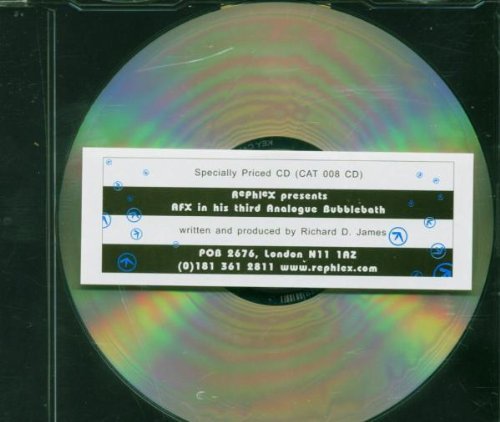 Specially Priced CD (CAT 008 CD)
RePhleX presents
AFX in his third Analogue Bubblebath
written and produced by Richard D. James
POB 2676, London N11 1AZ
(0)181 361 2811 www.rephlex.com